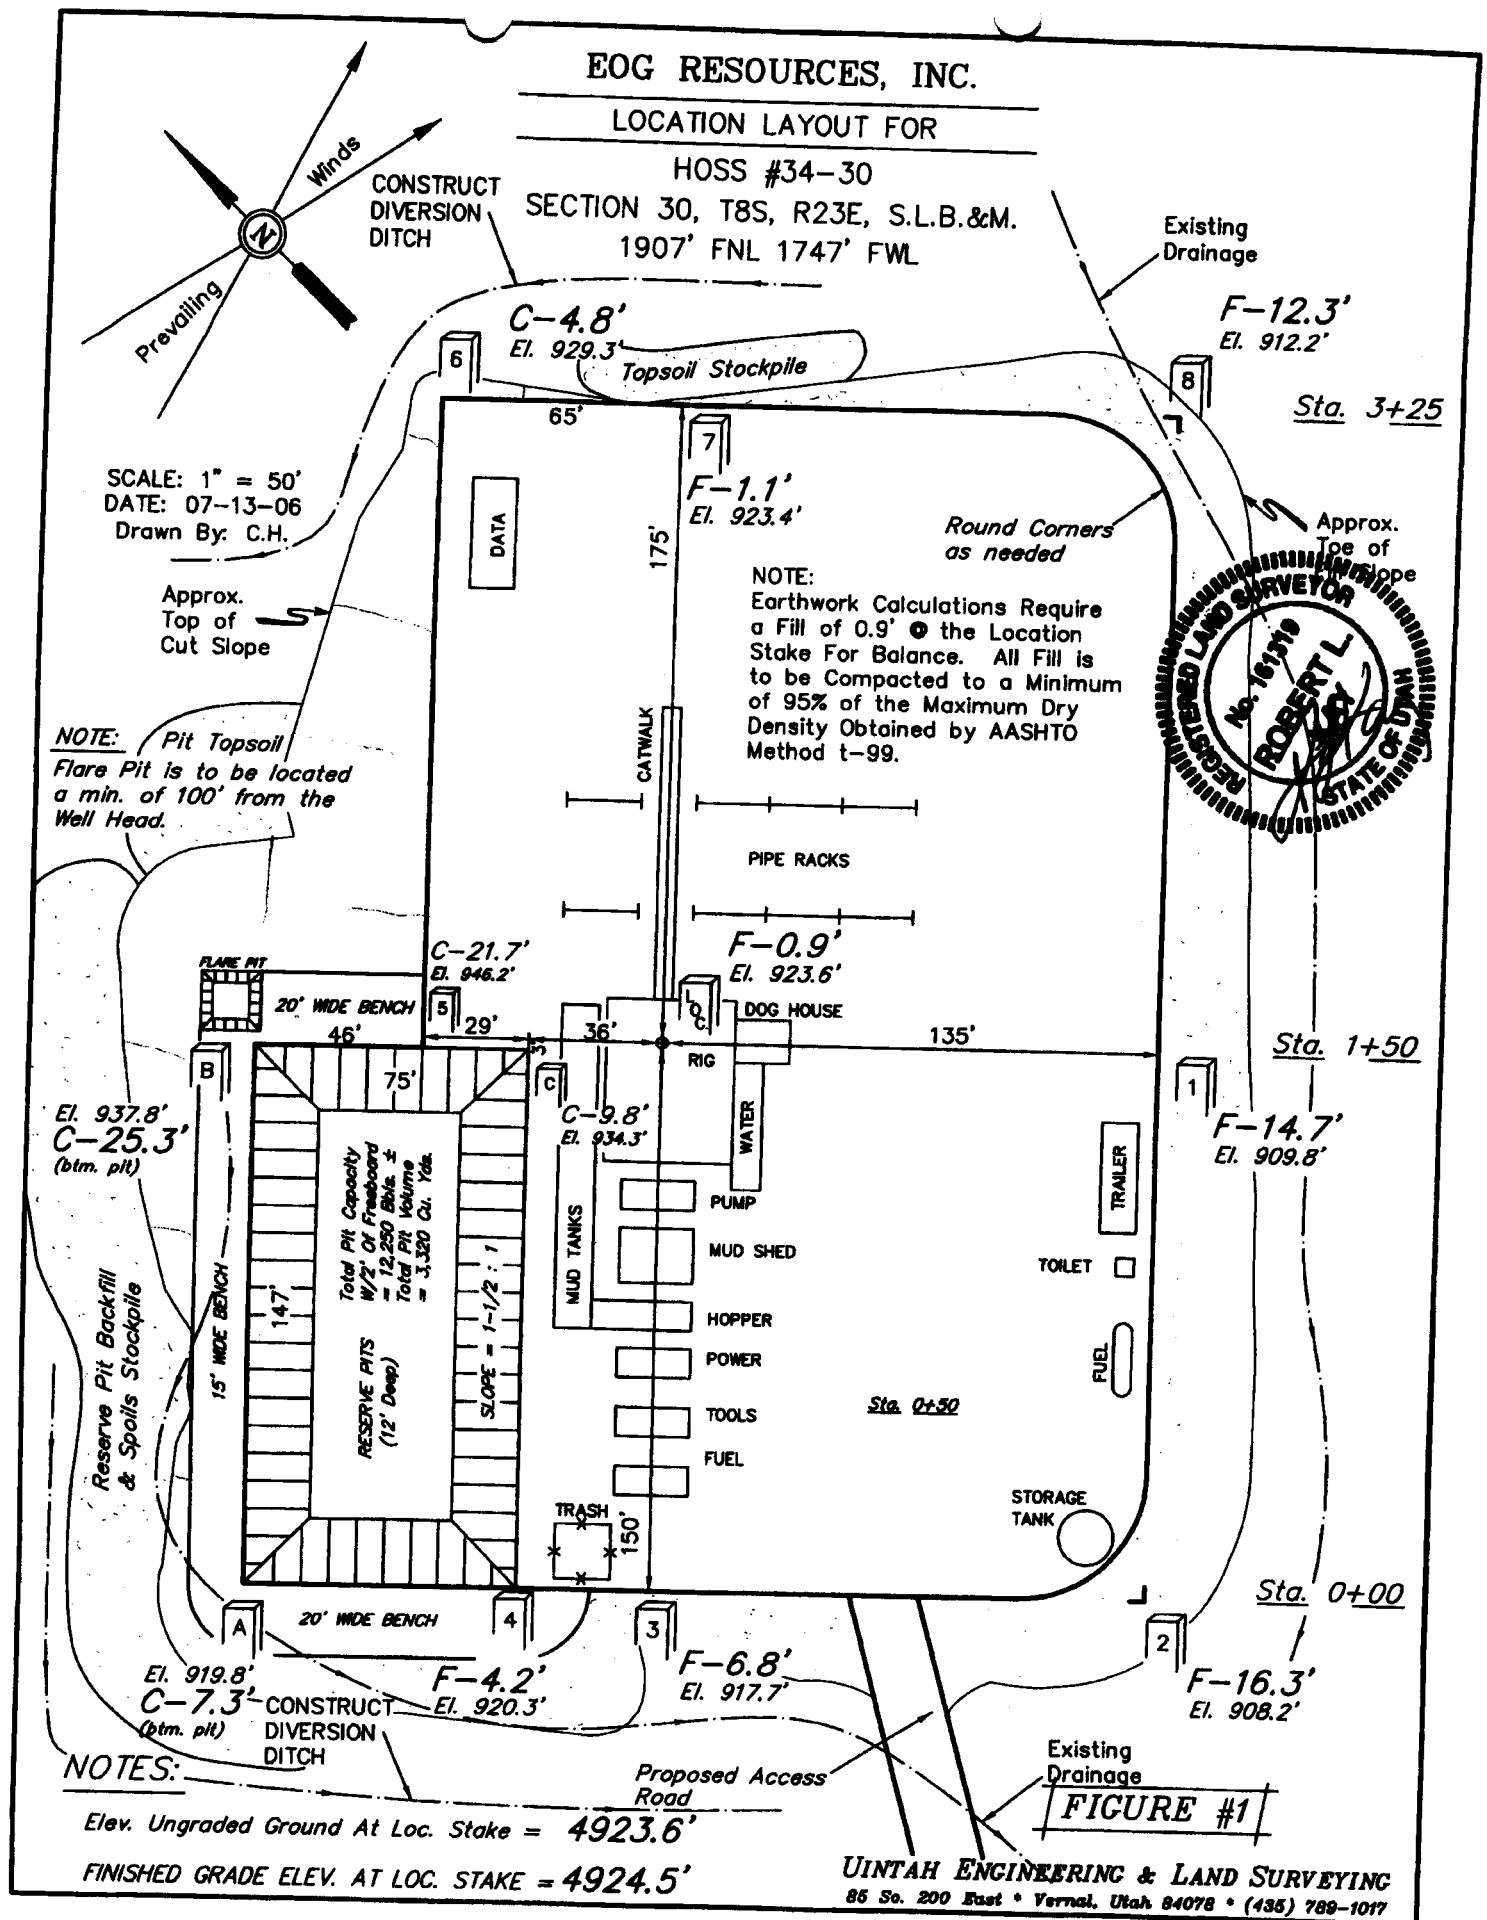 EOG RESOURCES, INC.
LOCATION LAYOUT FOR
HOSS #34-30
SECTION 30, T8S, R23E, S.L.B.&M.
1907' FNL 1747' FWL
Winds
N
Prevailing
CONSTRUCT
DIVERSION
DITCH
Existing
Drainage
F-12.3'
El. 912.2'
C-4.8'
El. 929.3'
Topsoil Stockpile
6
8
Sta. 3+25
65'
7
F-1.1'
El. 923.4'
SCALE: 1" = 50'
DATE: 07-13-06
Drawn By: C.H.
DATA
175'
Round Corners
as needed
Approx.
Toe of
Slope
Approx.
Top of
Cut Slope
NOTE:
Earthwork Calculations Require
a Fill of 0.9' @ the Location
Stake For Balance. All Fill is
to be Compacted to a Minimum
of 95% of the Maximum Dry
Density Obtained by AASHTO
Method t-99.
REGISTERED LAND SURVEYOR
No. 161319
ROBERT L.
STATE OF UTAH
NOTE:
Pit Topsoil
Flare Pit is to be located
a min. of 100' from the
Well Head.
CATWALK
PIPE RACKS
C-21.7'
El. 946.2'
F-0.9'
El. 923.6'
FLARE PIT
20' WIDE BENCH
5
LOC.
DOG HOUSE
46'
29'
36'
135'
RIG
Sta. 1+50
B
75'
C
1
El. 937.8'
C-25.3'
(btm. pit)
C-9.8'
El. 934.3'
WATER
F-14.7'
El. 909.8'
TRAILER
Total Pit Capacity
W/2' Of Freeboard
= 12,250 Bbls. ±
Total Pit Volume
= 3,320 Cu. Yds.
RESERVE PITS
(12' Deep)
SLOPE = 1-1/2 : 1
147'
15' WIDE BENCH
Reserve Pit Backfill
& Spoils Stockpile
MUD TANKS
PUMP
MUD SHED
HOPPER
POWER
TOOLS
FUEL
TOILET
FUEL
Sta. 0+50
STORAGE
TANK
TRASH
150'
Sta. 0+00
A
20' WIDE BENCH
4
3
2
El. 919.8'
C-7.3'
(btm. pit)
F-4.2'
El. 920.3'
F-6.8'
El. 917.7'
F-16.3'
El. 908.2'
CONSTRUCT
DIVERSION
DITCH
Proposed Access
Road
Existing
Drainage
FIGURE #1
NOTES:
Elev. Ungraded Ground At Loc. Stake = 4923.6'
FINISHED GRADE ELEV. AT LOC. STAKE = 4924.5'
UINTAH ENGINEERING & LAND SURVEYING
85 So. 200 East * Vernal, Utah 84078 * (435) 789-1017